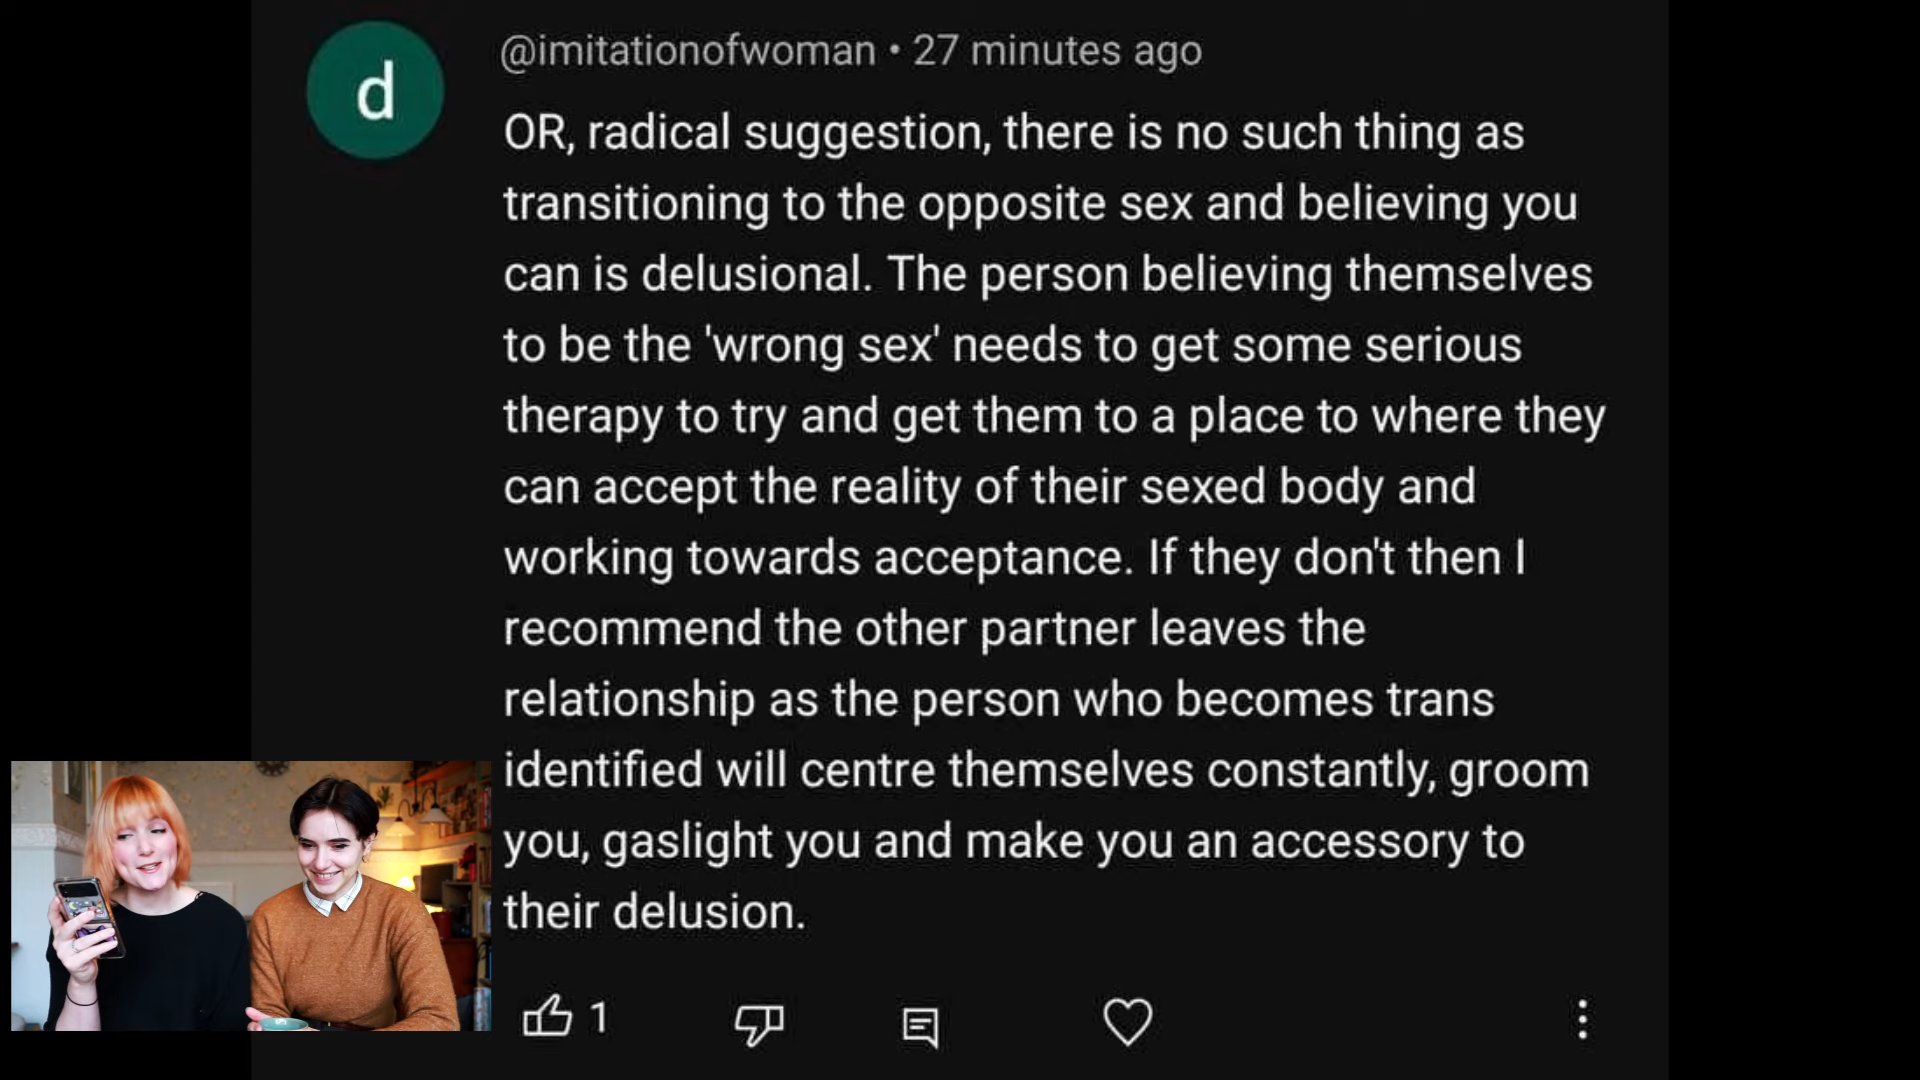 d
@imitationofwoman • 27 minutes ago
OR, radical suggestion, there is no such thing as
transitioning to the opposite sex and believing you
can is delusional. The person believing themselves
to be the 'wrong sex' needs to get some serious
therapy to try and get them to a place to where they
can accept the reality of their sexed body and
working towards acceptance. If they don't then I
recommend the other partner leaves the
relationship as the person who becomes trans
identified will centre themselves constantly, groom
you, gaslight you and make you an accessory to
their delusion.
1